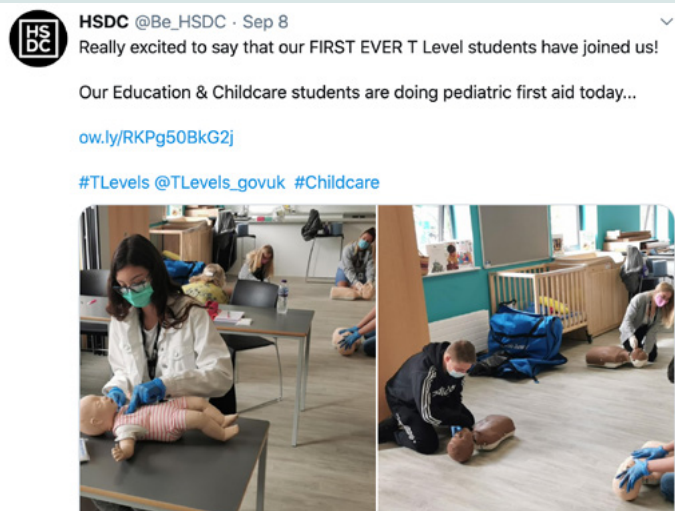 HS
DC
HSDC @Be_HSDC · Sep 8
Really excited to say that our FIRST EVER T Level students have joined us!
Our Education & Childcare students are doing pediatric first aid today...
ow.ly/RKPg50BkG2j
#TLevels @TLevels_govuk #Childcare